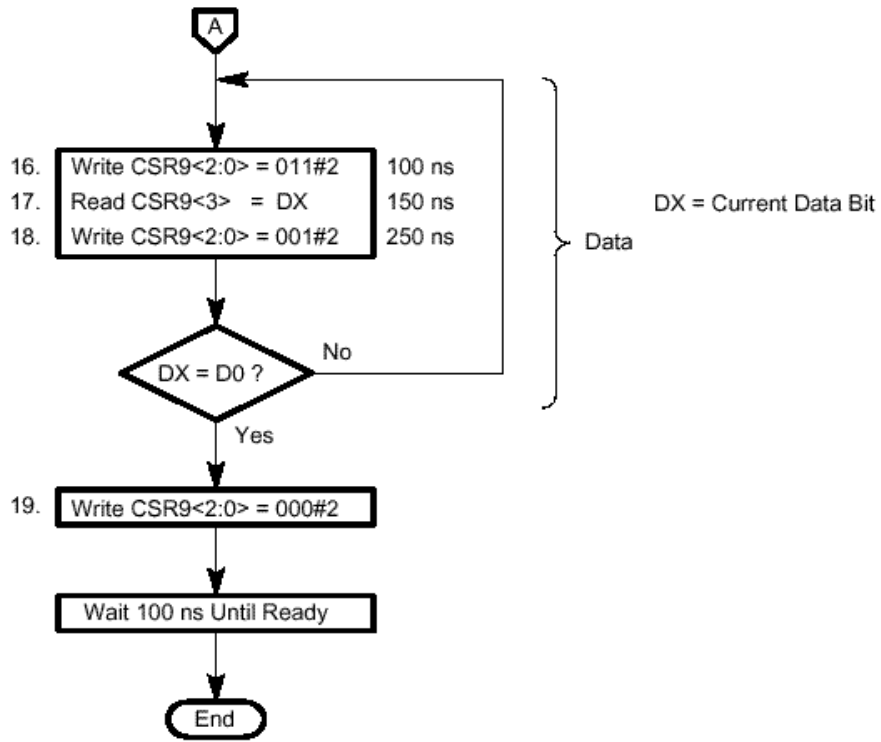 A
16. Write CSR9<2:0> = 011#2 100 ns
17. Read CSR9<3> = DX 150 ns
18. Write CSR9<2:0> = 001#2 250 ns
DX = Current Data Bit
Data
No
DX = D0 ?
Yes
19. Write CSR9<2:0> = 000#2
Wait 100 ns Until Ready
End